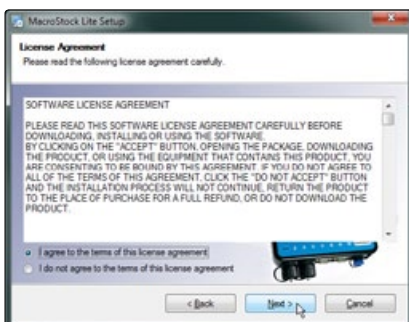 MacroStock Lite Setup
License Agreement
Please read the following license agreement carefully.
SOFTWARE LICENSE AGREEMENT
PLEASE READ THIS SOFTWARE LICENSE AGREEMENT CAREFULLY BEFORE
DOWNLOADING, INSTALLING OR USING THE SOFTWARE.
BY CLICKING ON THE "ACCEPT" BUTTON, OPENING THE PACKAGE, DOWNLOADING
THE PRODUCT, OR USING THE EQUIPMENT THAT CONTAINS THIS PRODUCT, YOU
ARE CONSENTING TO BE BOUND BY THIS AGREEMENT. IF YOU DO NOT AGREE TO
ALL OF THE TERMS OF THIS AGREEMENT, CLICK THE "DO NOT ACCEPT" BUTTON
AND THE INSTALLATION PROCESS WILL NOT CONTINUE, RETURN THE PRODUCT
TO THE PLACE OF PURCHASE FOR A FULL REFUND, OR DO NOT DOWNLOAD THE
PRODUCT.
I agree to the terms of this license agreement
I do not agree to the terms of this license agreement
< Back Next > Cancel